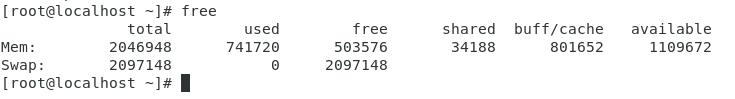 [root@localhost ~]# free
total used free shared buff/cache available
Mem: 2046948 741720 503576 34188 801652 1109672
Swap: 2097148 0 2097148
[root@localhost ~]#